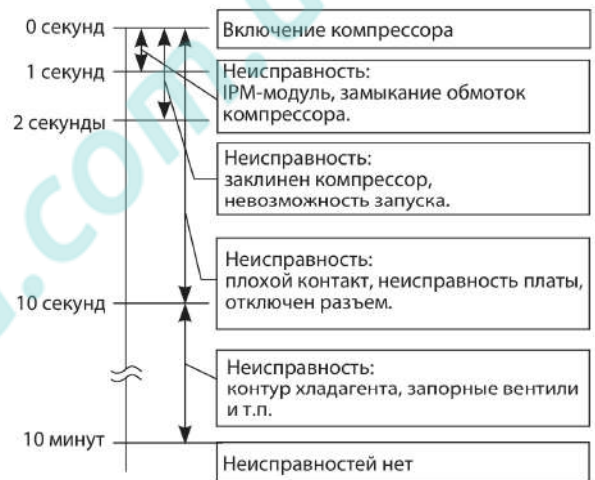 0 секунд
Включение компрессора
1 секунд
Неисправность:
IPM-модуль, замыкание обмоток
компрессора.
2 секунды
Неисправность:
заклинен компрессор,
невозможность запуска.
Неисправность:
плохой контакт, неисправность платы,
отключен разъем.
10 секунд
Неисправность:
контур хладагента, запорные вентили
и т.п.
10 минут
Неисправностей нет
.com.u